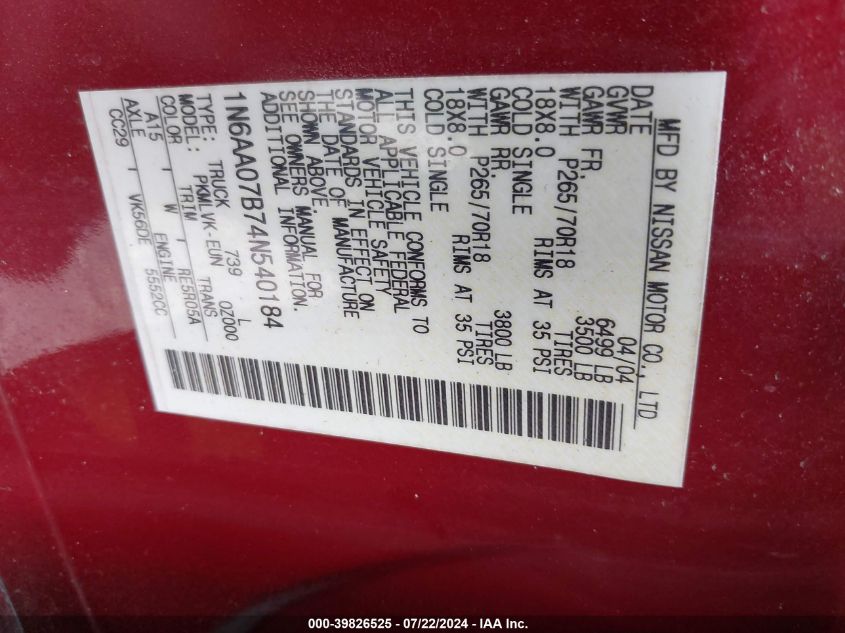 MFD BY NISSAN MOTOR CO., LTD
DATE 04/04
GVWR 6499 LB
GAWR FR. 3500 LB
WITH P265/70R18 TIRES
18X8.0 RIMS AT 35 PSI
COLD SINGLE
GAWR RR. 3800 LB
WITH P265/70R18 TIRES
18X8.0 RIMS AT 35 PSI
COLD SINGLE
THIS VEHICLE CONFORMS TO
ALL APPLICABLE FEDERAL
MOTOR VEHICLE SAFETY
STANDARDS IN EFFECT ON
THE DATE OF MANUFACTURE
SHOWN ABOVE.
SEE OWNERS MANUAL FOR
ADDITIONAL INFORMATION.
1N6AA07B74N540184
TYPE: TRUCK 739 L
MODEL: PKMLVK-EUN 0Z000
COLOR TRIM TRANS
A15 W RE5R05A
AXLE ENGINE
CC29 VK56DE 5552CC
000-39826525 - 07/22/2024 - IAA Inc.